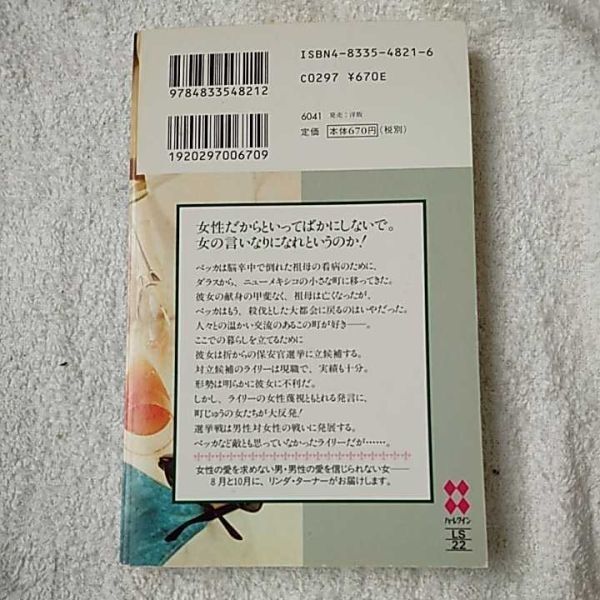 ISBN4-8335-4821-6
C0297 ¥670E
9784833548212
6041 発売：洋販
定価 本体670円(税別)
1920297006709
女性だからといってばかにしないで。
女の言いなりになれというのか！
ベッカは脳卒中で倒れた祖母の看病のために、
ダラスから、ニューメキシコの小さな町に移ってきた。
彼女の献身の甲斐なく、祖母は亡くなったが、
ベッカはもう、殺伐とした大都会に戻るのはいやだった。
人々との温かい交流のあるこの町が好き――。
ここでの暮らしを立てるために
彼女は折からの保安官選挙に立候補する。
対立候補のライリーは現職で、実績も十分。
形勢は明らかに彼女に不利だ。
しかし、ライリーの女性蔑視ともとれる発言に、
町じゅうの女たちが大反発！
選挙戦は男性対女性の戦いに発展する。
ベッカなど敵とも思っていなかったライリーだが……。
女性の愛を求めない男・男性の愛を信じられない女――
8月と10月に、リンダ・ターナーがお届けします。
ハーレクイン
LS
22